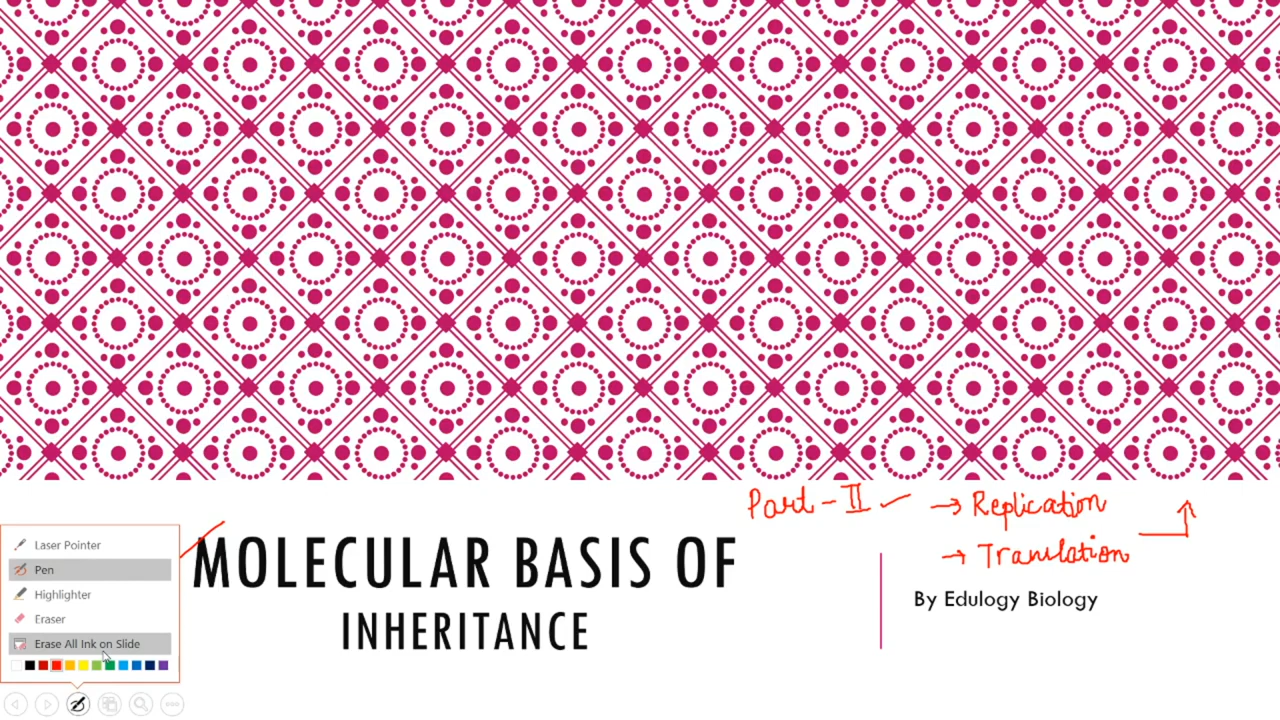 Part-II → Replication
→ Translation
MOLECULAR BASIS OF
INHERITANCE
By Edulogy Biology
Laser Pointer
Pen
Highlighter
Eraser
Erase All Ink on Slide